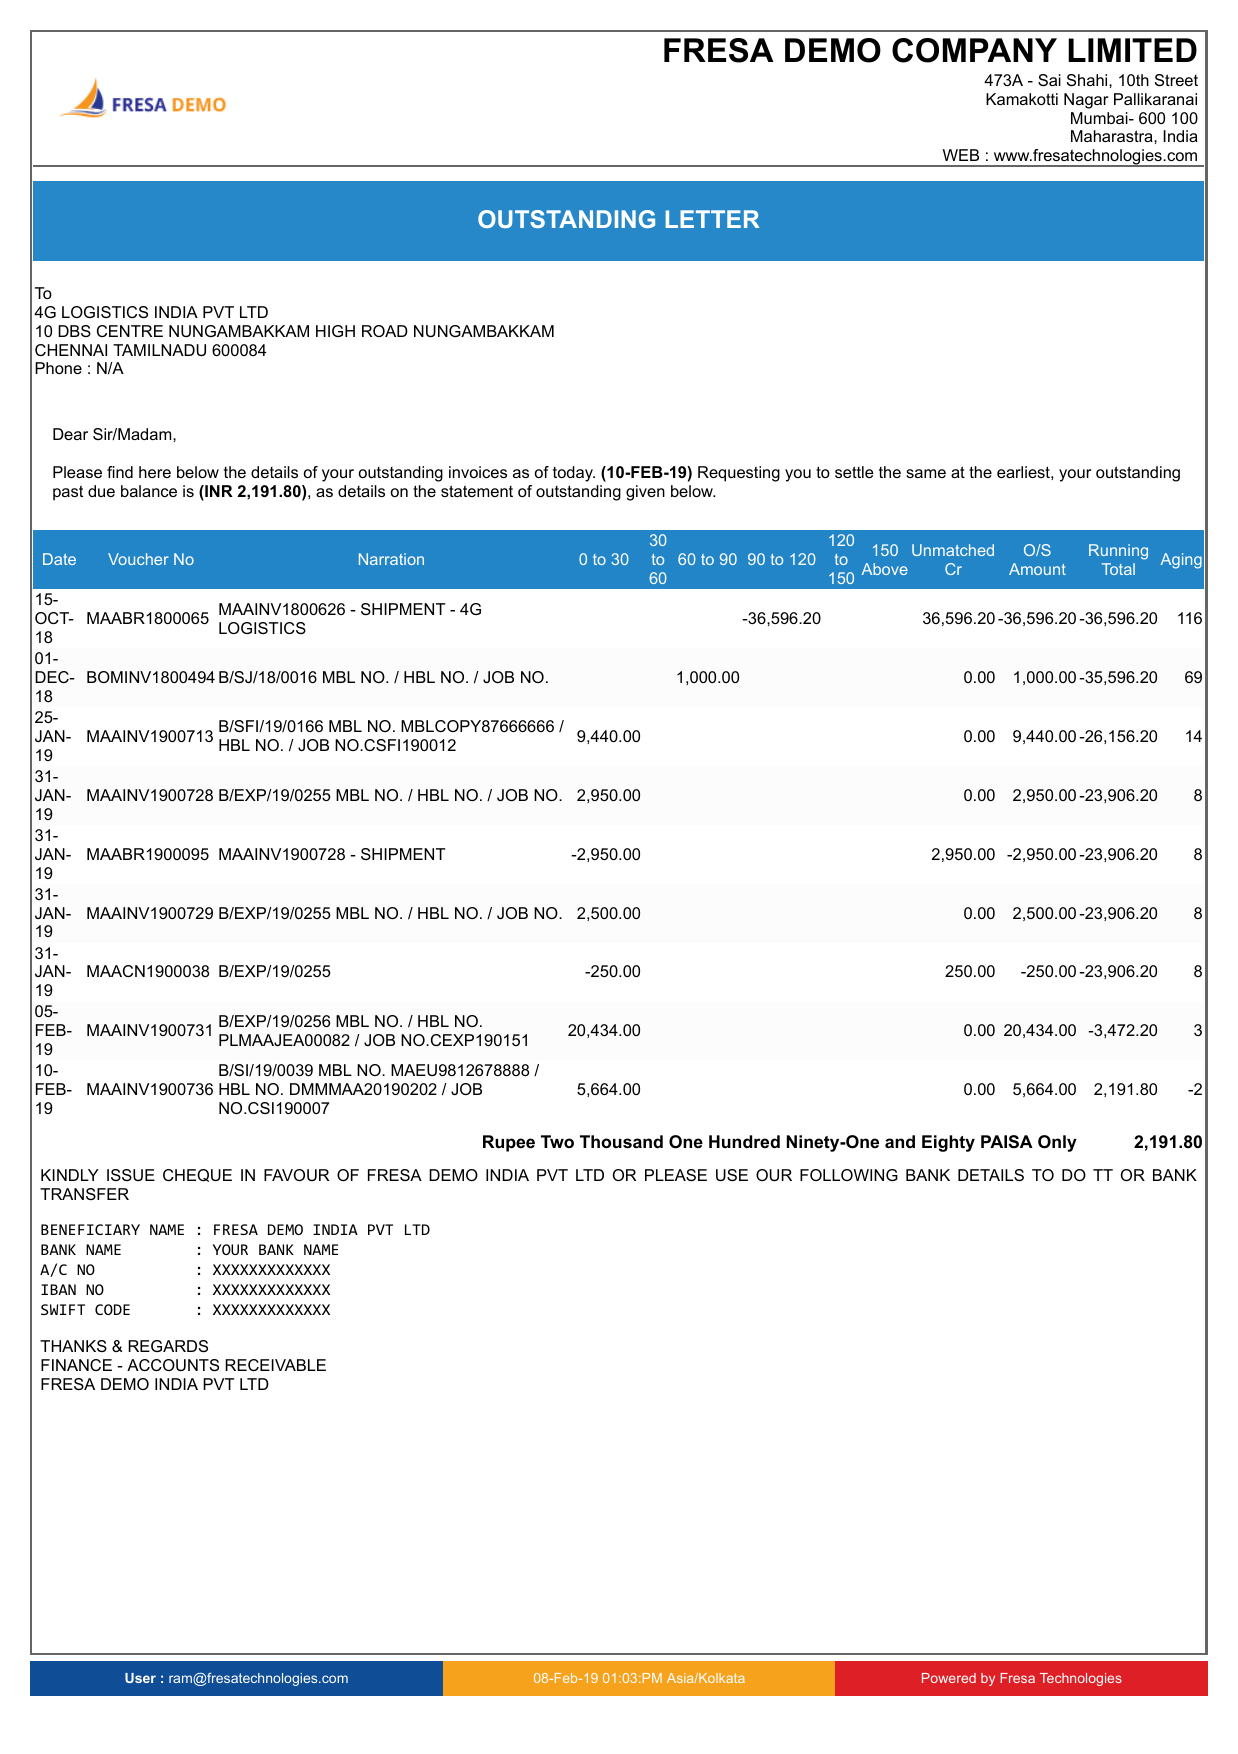 FRESA DEMO COMPANY LIMITED
473A - Sai Shahi, 10th Street
Kamakotti Nagar Pallikaranai
Mumbai- 600 100
Maharastra, India
WEB : www.fresatechnologies.com
FRESA DEMO
OUTSTANDING LETTER
To
4G LOGISTICS INDIA PVT LTD
10 DBS CENTRE NUNGAMBAKKAM HIGH ROAD NUNGAMBAKKAM
CHENNAI TAMILNADU 600084
Phone : N/A
Dear Sir/Madam,
Please find here below the details of your outstanding invoices as of today. (10-FEB-19) Requesting you to settle the same at the earliest, your outstanding
past due balance is (INR 2,191.80), as details on the statement of outstanding given below.
Date Voucher No Narration 0 to 30 30 to 60 60 to 90 90 to 120 120 to 150 150 Above Unmatched Cr O/S Amount Running Total Aging
15-OCT-18 MAABR1800065 MAAINV1800626 - SHIPMENT - 4G LOGISTICS -36,596.20 36,596.20 -36,596.20 -36,596.20 116
01-DEC-18 BOMINV1800494 B/SJ/18/0016 MBL NO. / HBL NO. / JOB NO. 1,000.00 0.00 1,000.00 -35,596.20 69
25-JAN-19 MAAINV1900713 B/SFI/19/0166 MBL NO. MBLCOPY87666666 / HBL NO. / JOB NO.CSFI190012 9,440.00 0.00 9,440.00 -26,156.20 14
31-JAN-19 MAAINV1900728 B/EXP/19/0255 MBL NO. / HBL NO. / JOB NO. 2,950.00 0.00 2,950.00 -23,906.20 8
31-JAN-19 MAABR1900095 MAAINV1900728 - SHIPMENT -2,950.00 2,950.00 -2,950.00 -23,906.20 8
31-JAN-19 MAAINV1900729 B/EXP/19/0255 MBL NO. / HBL NO. / JOB NO. 2,500.00 0.00 2,500.00 -23,906.20 8
31-JAN-19 MAACN1900038 B/EXP/19/0255 -250.00 250.00 -250.00 -23,906.20 8
05-FEB-19 MAAINV1900731 B/EXP/19/0256 MBL NO. / HBL NO. PLMAAJEA00082 / JOB NO.CEXP190151 20,434.00 0.00 20,434.00 -3,472.20 3
10-FEB-19 MAAINV1900736 B/SI/19/0039 MBL NO. MAEU9812678888 / HBL NO. DMMMAA20190202 / JOB NO.CSI190007 5,664.00 0.00 5,664.00 2,191.80 -2
Rupee Two Thousand One Hundred Ninety-One and Eighty PAISA Only 2,191.80
KINDLY ISSUE CHEQUE IN FAVOUR OF FRESA DEMO INDIA PVT LTD OR PLEASE USE OUR FOLLOWING BANK DETAILS TO DO TT OR BANK
TRANSFER
BENEFICIARY NAME : FRESA DEMO INDIA PVT LTD
BANK NAME : YOUR BANK NAME
A/C NO : XXXXXXXXXXXXX
IBAN NO : XXXXXXXXXXXXX
SWIFT CODE : XXXXXXXXXXXXX
THANKS & REGARDS
FINANCE - ACCOUNTS RECEIVABLE
FRESA DEMO INDIA PVT LTD
User : ram@fresatechnologies.com
08-Feb-19 01:03:PM Asia/Kolkata
Powered by Fresa Technologies